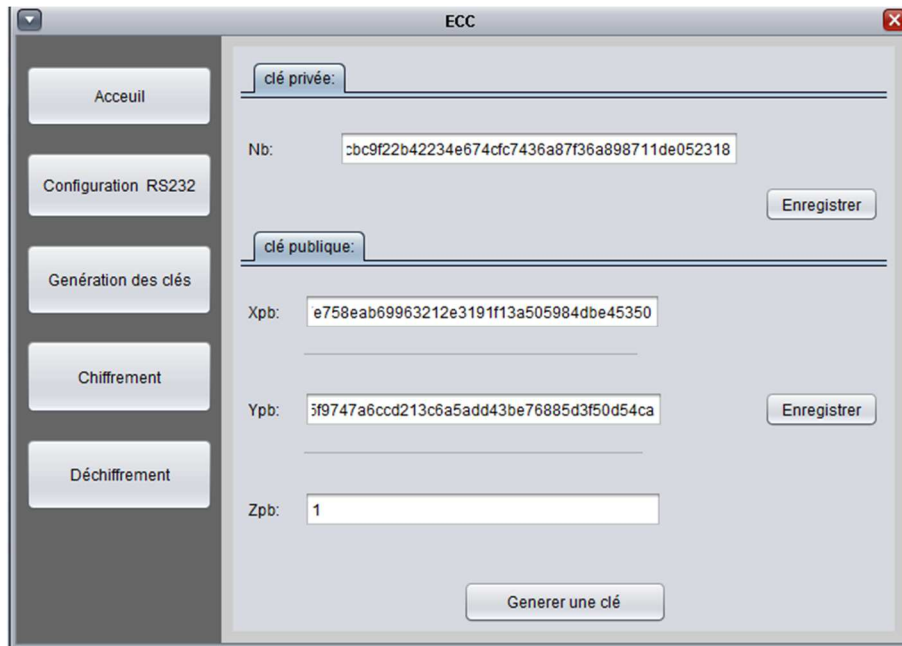 ECC
Acceuil
Configuration RS232
Genération des clés
Chiffrement
Déchiffrement
clé privée:
Nb: cbc9f22b42234e674cfc7436a87f36a898711de052318
Enregistrer
clé publique:
Xpb: e758eab69963212e3191f13a505984dbe45350
Ypb: 5f9747a6ccd213c6a5add43be76885d3f50d54ca
Enregistrer
Zpb: 1
Generer une clé